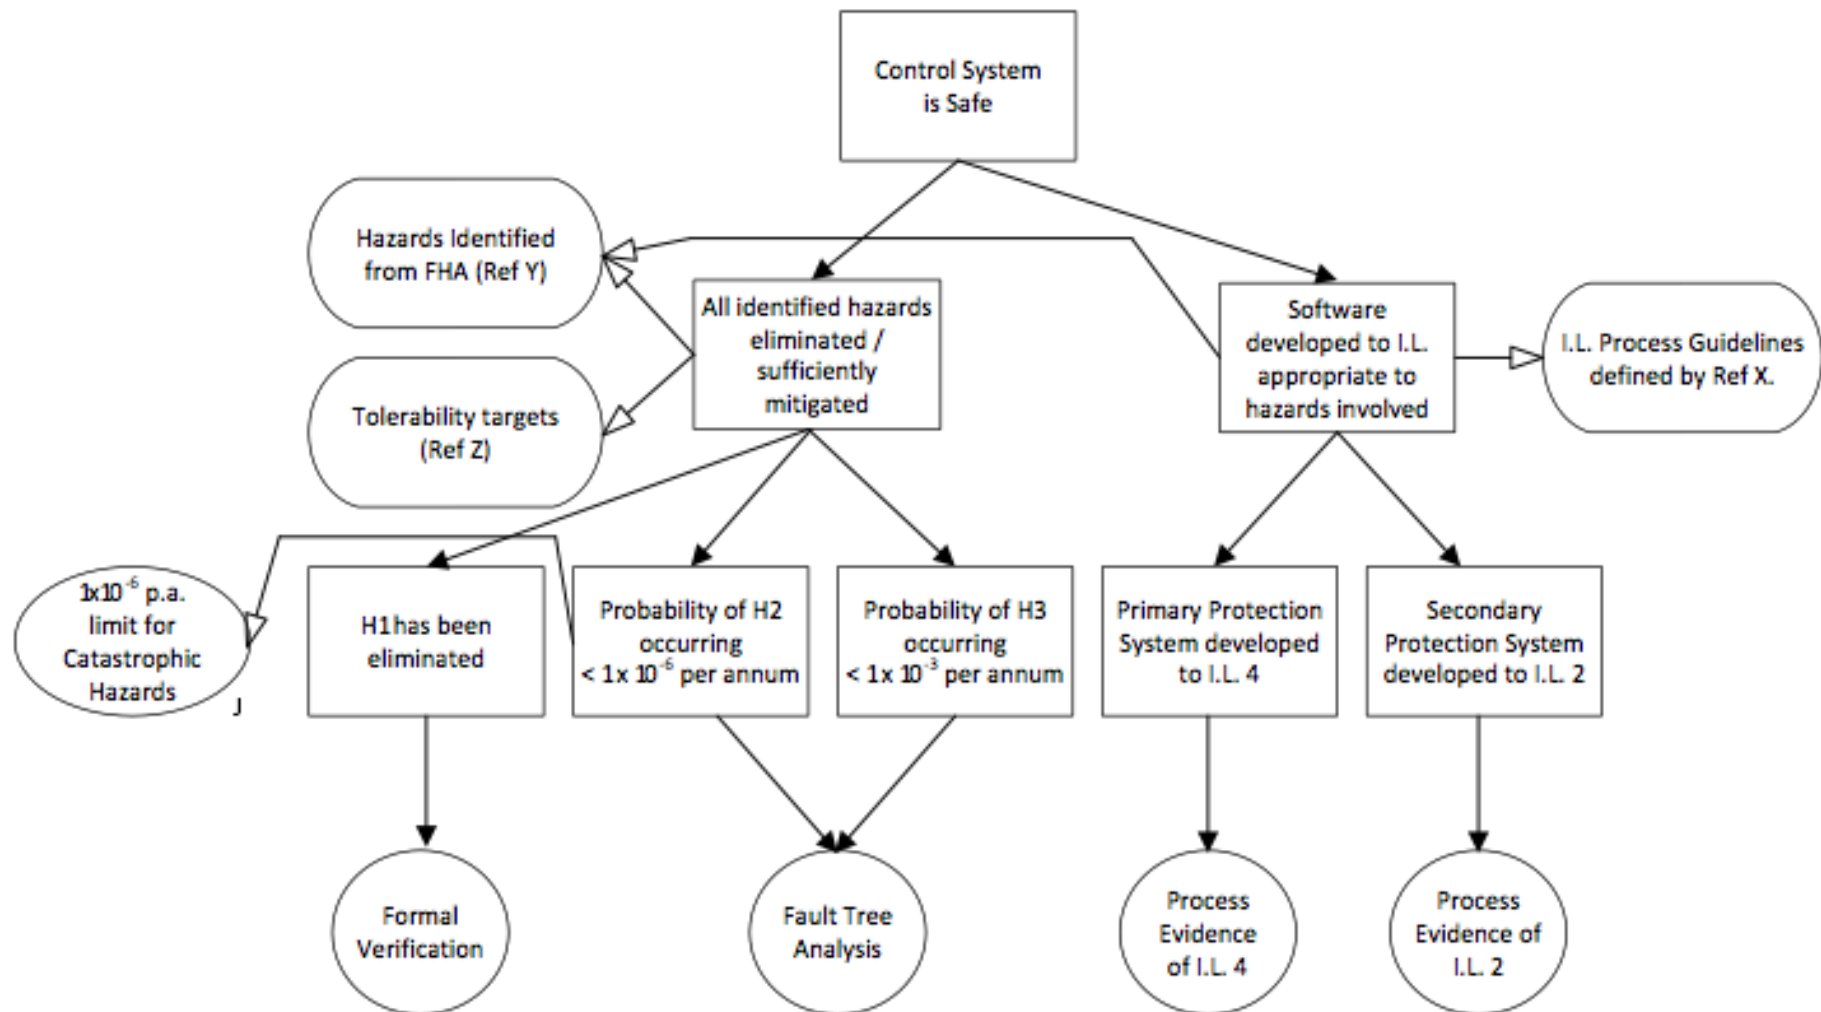 Control System
is Safe
Hazards Identified
from FHA (Ref Y)
All identified hazards
eliminated /
sufficiently
mitigated
Software
developed to I.L.
appropriate to
hazards involved
I.L. Process Guidelines
defined by Ref X.
Tolerability targets
(Ref Z)
1x10⁻⁶ p.a.
limit for
Catastrophic
Hazards
J
H1has been
eliminated
Probability of H2
occurring
< 1x 10⁻⁶ per annum
Probability of H3
occurring
< 1x 10⁻³ per annum
Primary Protection
System developed
to I.L. 4
Secondary
Protection System
developed to I.L. 2
Formal
Verification
Fault Tree
Analysis
Process
Evidence
of I.L. 4
Process
Evidence of
I.L. 2